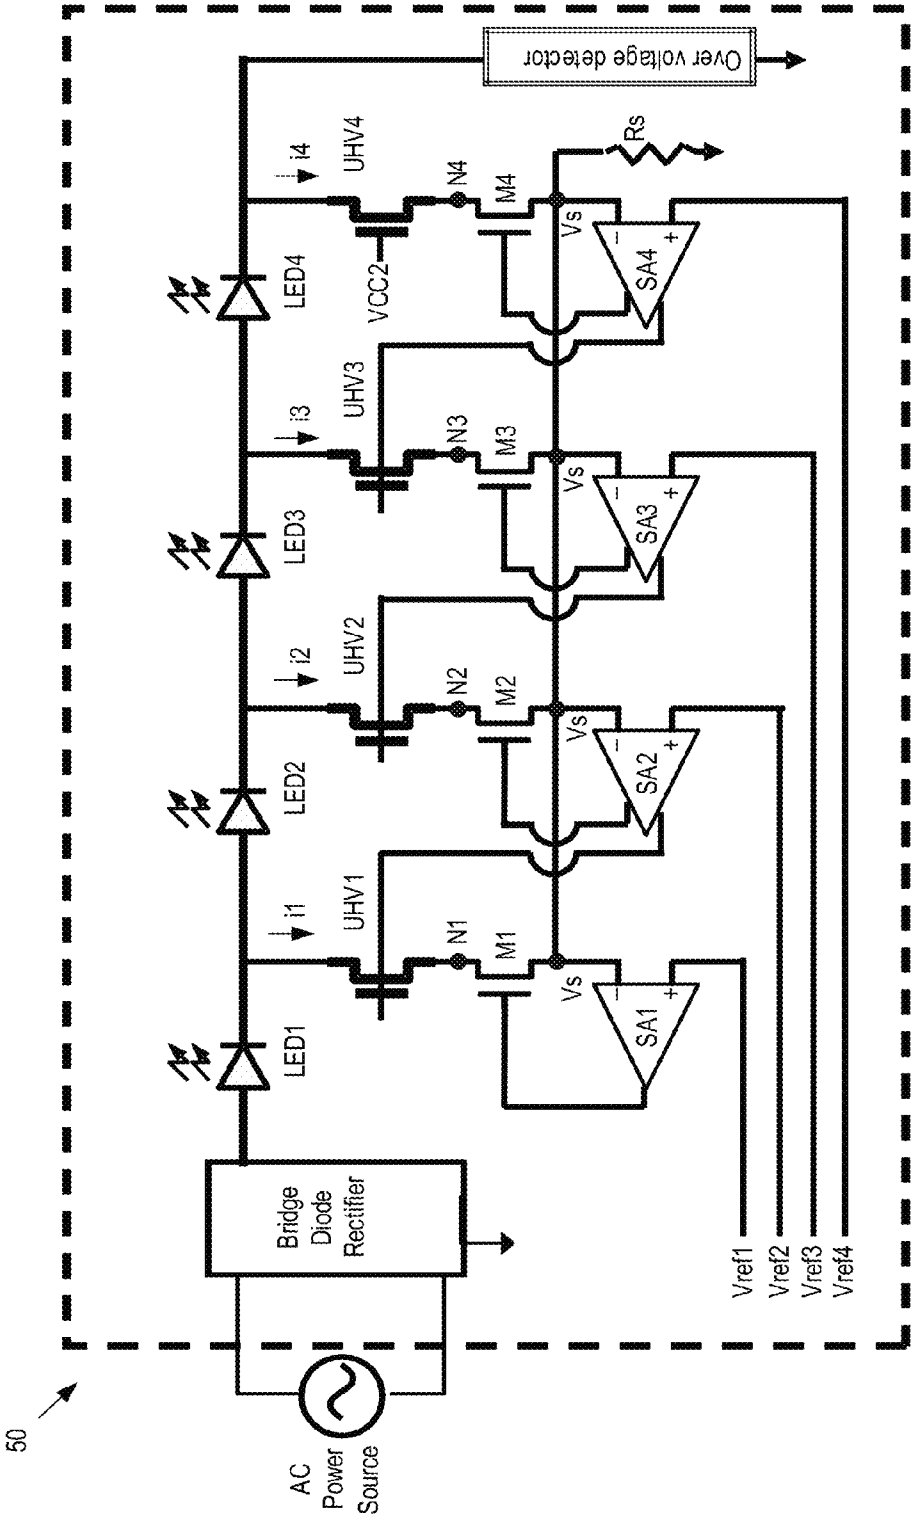 50
AC
Power
Source
Bridge
Diode
Rectifier
LED1
LED2
LED3
LED4
i1
i2
i3
i4
UHV1
UHV2
UHV3
UHV4
VCC2
N1
N2
N3
N4
M1
M2
M3
M4
Vs
Vs
Vs
Vs
Rs
SA1
SA2
SA3
SA4
− +
− +
− +
− +
Over voltage detector
Vref1
Vref2
Vref3
Vref4